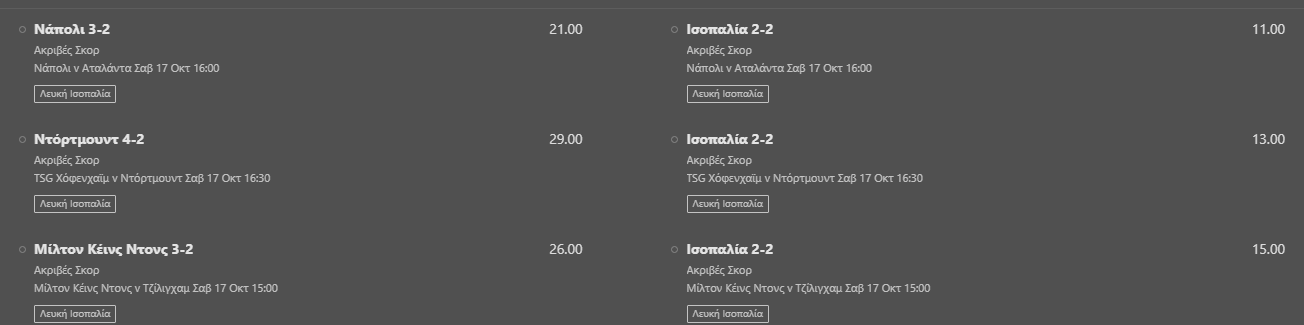 Νάπολι 3-2 21.00
Ακριβές Σκορ
Νάπολι v Αταλάντα Σαβ 17 Οκτ 16:00
Λευκή Ισοπαλία
Ισοπαλία 2-2 11.00
Ακριβές Σκορ
Νάπολι v Αταλάντα Σαβ 17 Οκτ 16:00
Λευκή Ισοπαλία
Ντόρτμουντ 4-2 29.00
Ακριβές Σκορ
TSG Χόφενχαϊμ v Ντόρτμουντ Σαβ 17 Οκτ 16:30
Λευκή Ισοπαλία
Ισοπαλία 2-2 13.00
Ακριβές Σκορ
TSG Χόφενχαϊμ v Ντόρτμουντ Σαβ 17 Οκτ 16:30
Λευκή Ισοπαλία
Μίλτον Κέινς Ντονς 3-2 26.00
Ακριβές Σκορ
Μίλτον Κέινς Ντονς v Τζίλιγχαμ Σαβ 17 Οκτ 15:00
Λευκή Ισοπαλία
Ισοπαλία 2-2 15.00
Ακριβές Σκορ
Μίλτον Κέινς Ντονς v Τζίλιγχαμ Σαβ 17 Οκτ 15:00
Λευκή Ισοπαλία